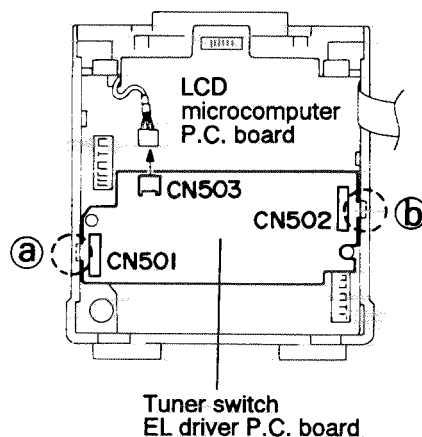 LCD
microcomputer
P.C. board
CN503
CN502
ⓑ
ⓐ
CN501
Tuner switch
EL driver P.C. board